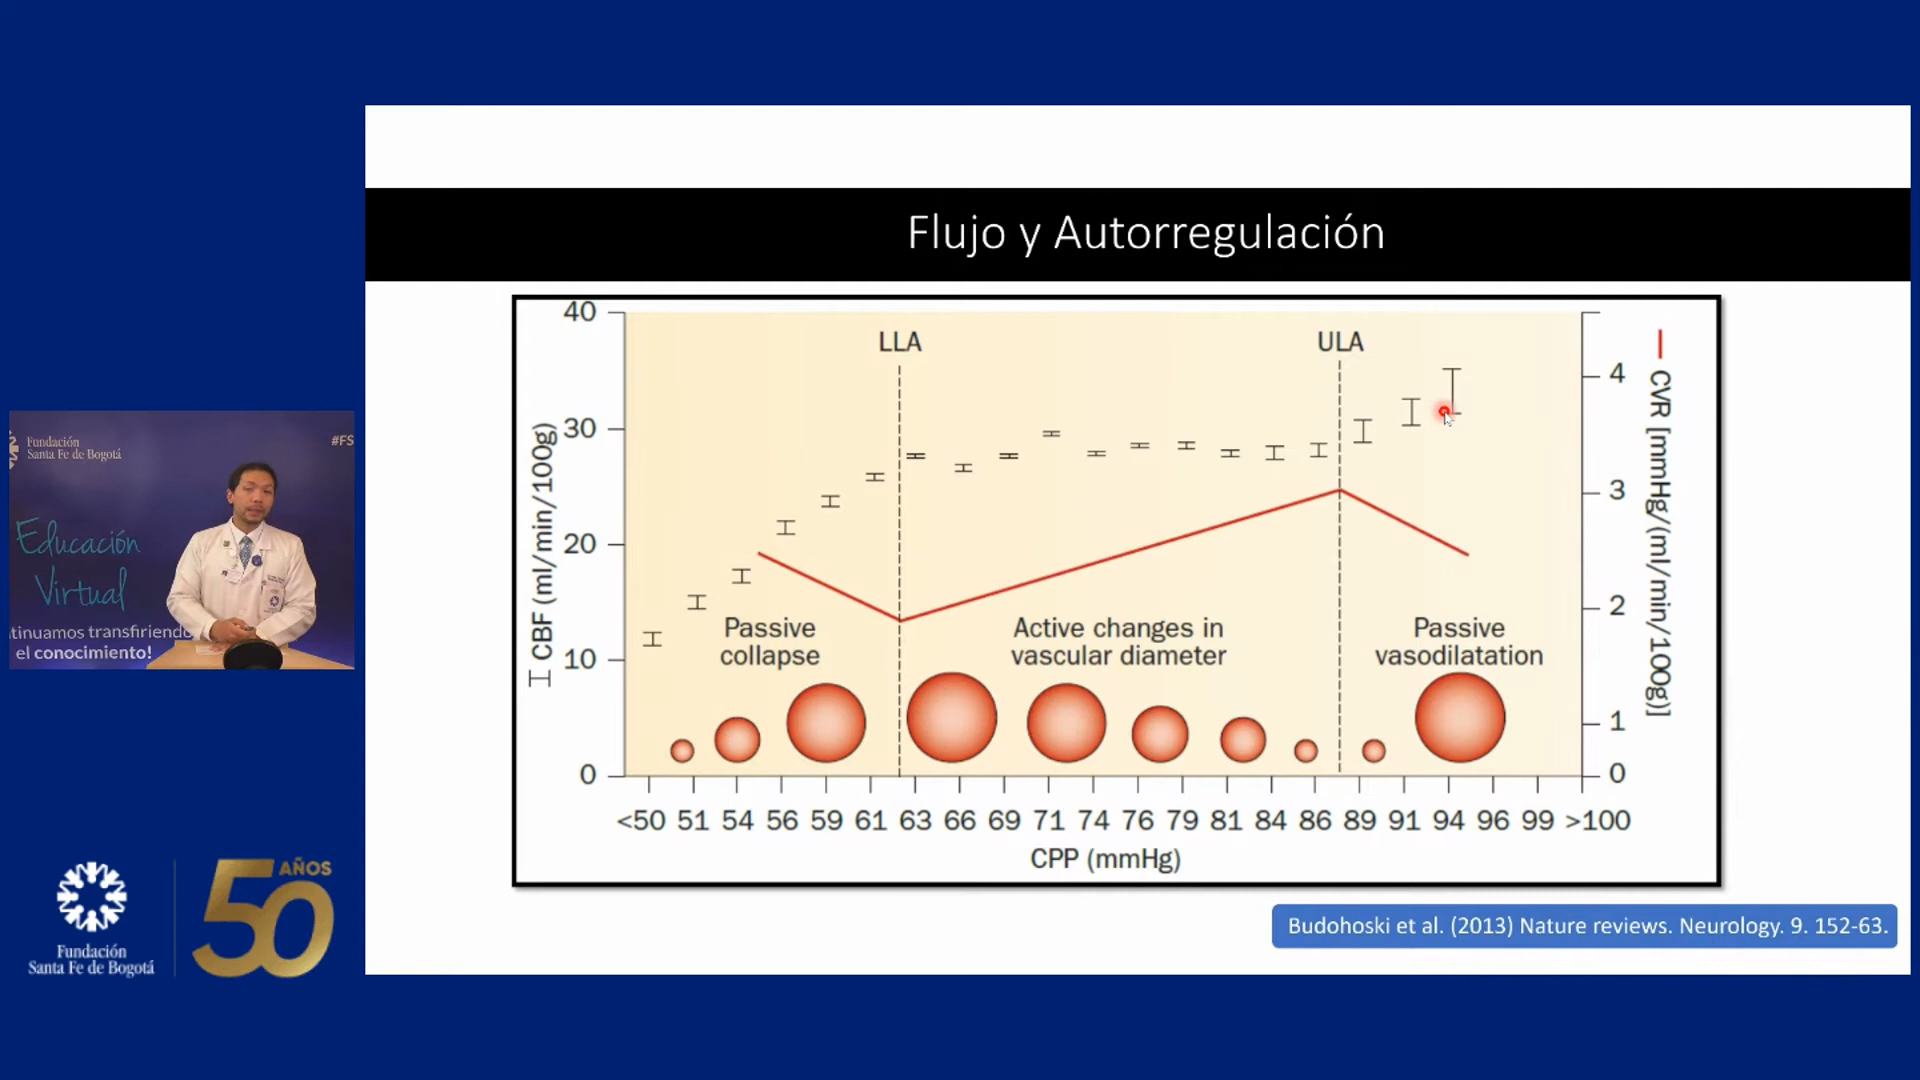 Flujo y Autorregulación
40
30
20
10
0
CBF (ml/min/100g)
LLA
ULA
Passive
collapse
Active changes in
vascular diameter
Passive
vasodilatation
4
3
2
1
0
CVR [mmHg/(ml/min/100g)]
<50 51 54 56 59 61 63 66 69 71 74 76 79 81 84 86 89 91 94 96 99 >100
CPP (mmHg)
Budohoski et al. (2013) Nature reviews. Neurology. 9. 152-63.
Fundación
Santa Fe de Bogotá
#FS
Educación
Virtual
tinuamos transfiriendo
el conocimiento!
Fundación
Santa Fe de Bogotá
50 AÑOS